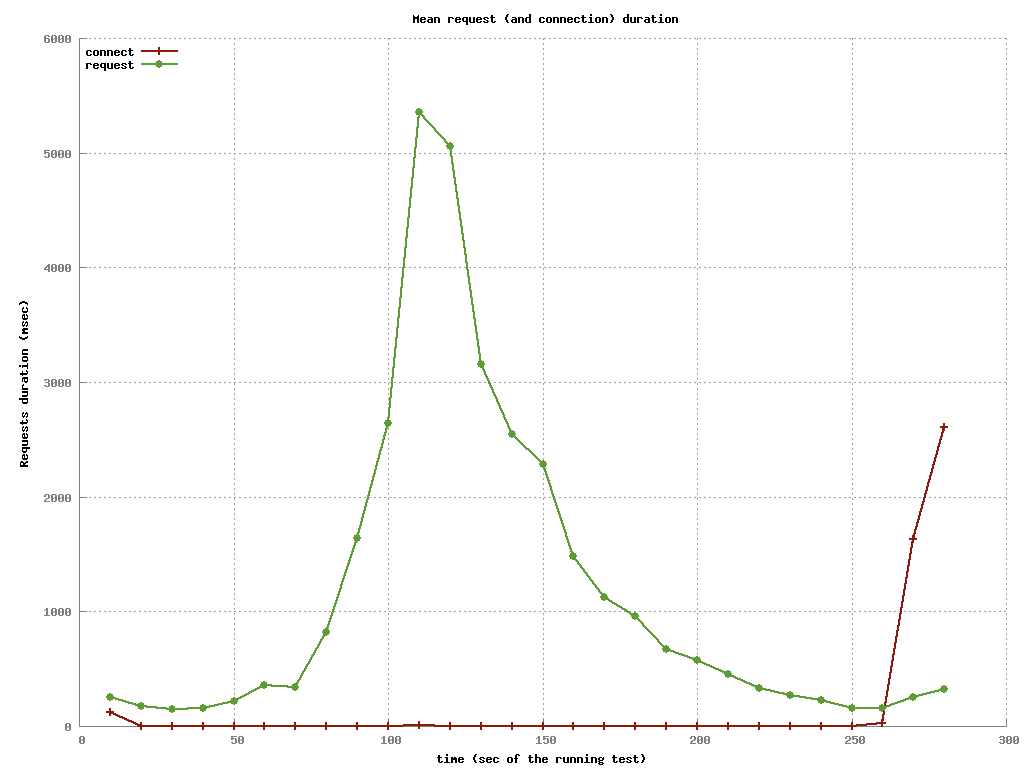 Mean request (and connection) duration
6000
connect
request
5000
4000
3000
Requests duration (msec)
2000
1000
0
0 50 100 150 200 250 300
time (sec of the running test)